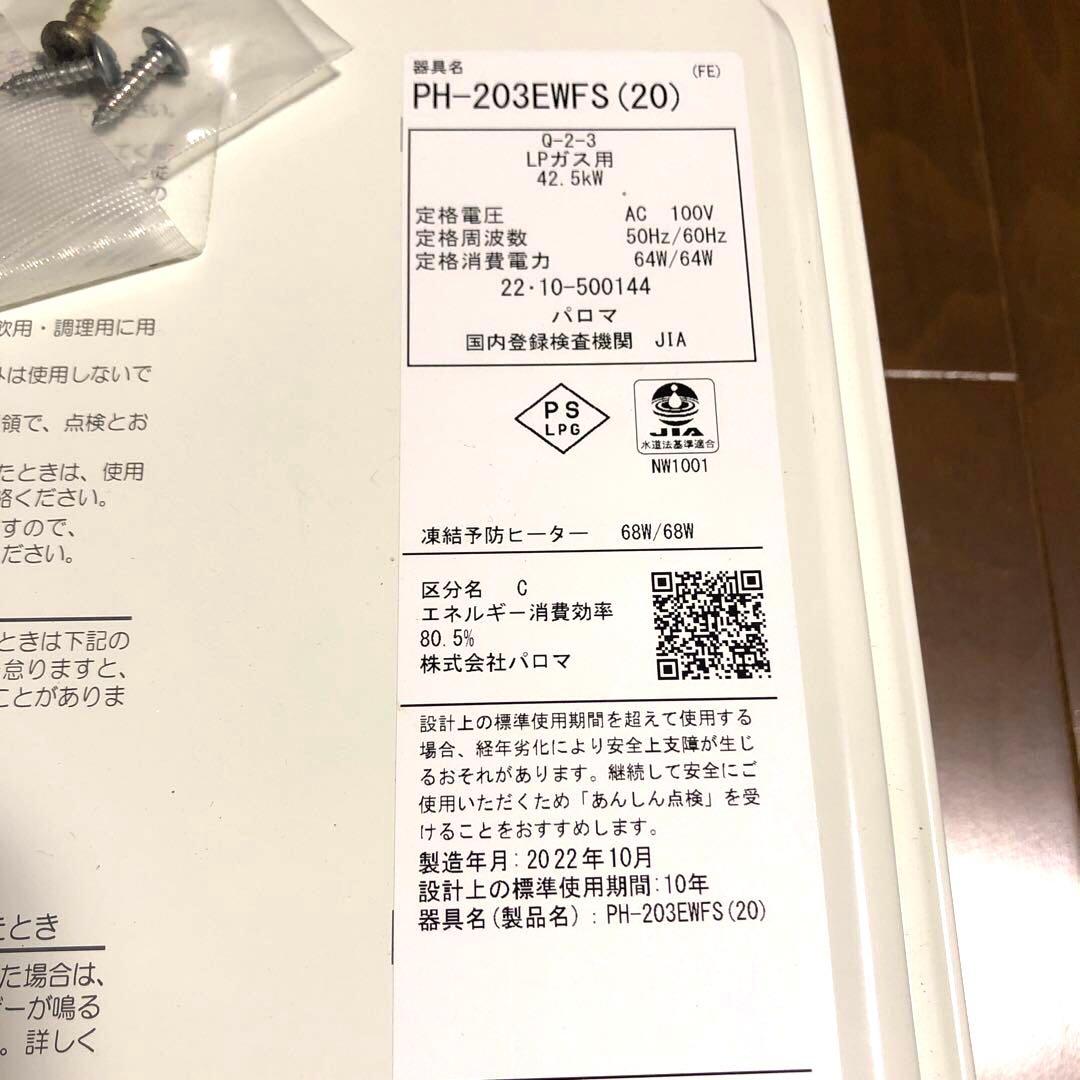 器具名
(FE)
PH-203EWFS(20)
Q-2-3
LPガス用
42.5kW
定格電圧 AC 100V
定格周波数 50Hz/60Hz
定格消費電力 64W/64W
22・10-500144
パロマ
国内登録検査機関 JIA
PS
LPG
JIA
水道法基準適合
NW1001
凍結予防ヒーター 68W/68W
区分名 C
エネルギー消費効率
80.5%
株式会社パロマ
設計上の標準使用期間を超えて使用する
場合、経年劣化により安全上支障が生じ
るおそれがあります。継続して安全にご
使用いただくため「あんしん点検」を受
けることをおすすめします。
製造年月:2022年10月
設計上の標準使用期間:10年
器具名(製品名):PH-203EWFS(20)
飲用・調理用に用
は使用しないで
領で、点検とお
たときは、使用
絡ください。
すので、
ださい。
ときは下記の
怠りますと、
ことがありま
とき
た場合は、
ーが鳴る
。詳しく